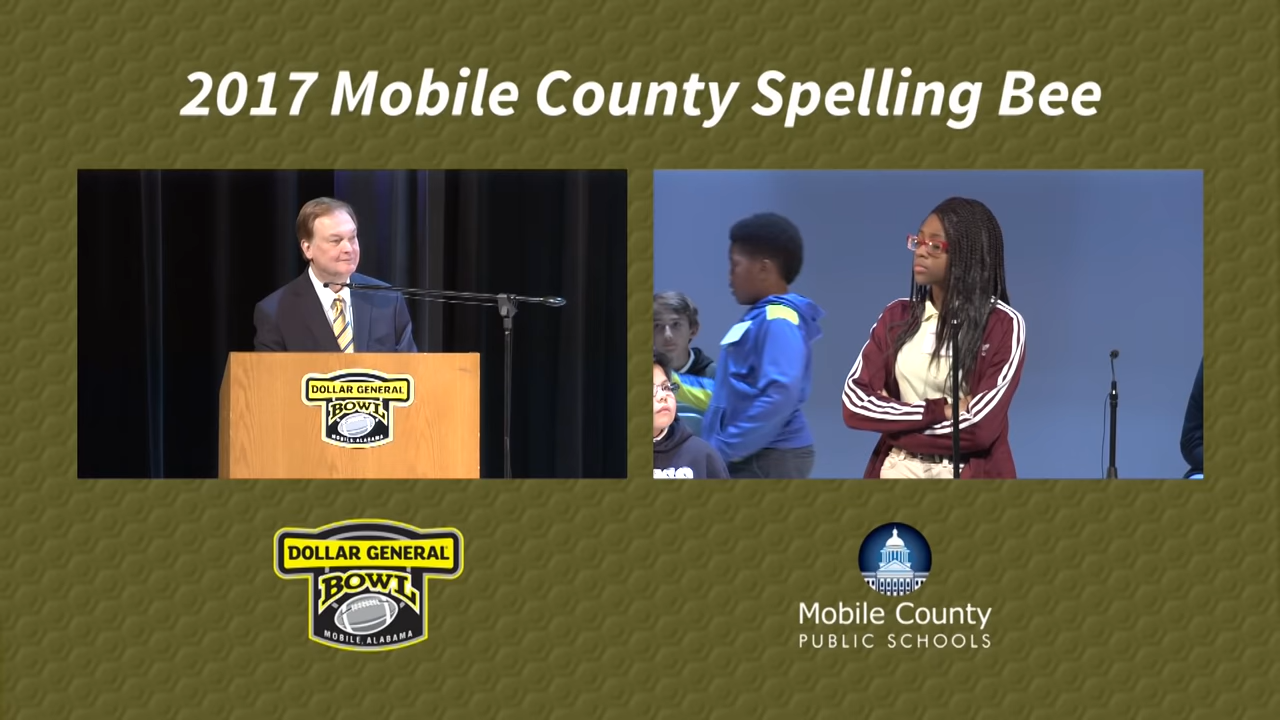 2017 Mobile County Spelling Bee
DOLLAR GENERAL
BOWL
MOBILE, ALABAMA
DOLLAR GENERAL
BOWL
MOBILE, ALABAMA
Mobile County
PUBLIC SCHOOLS